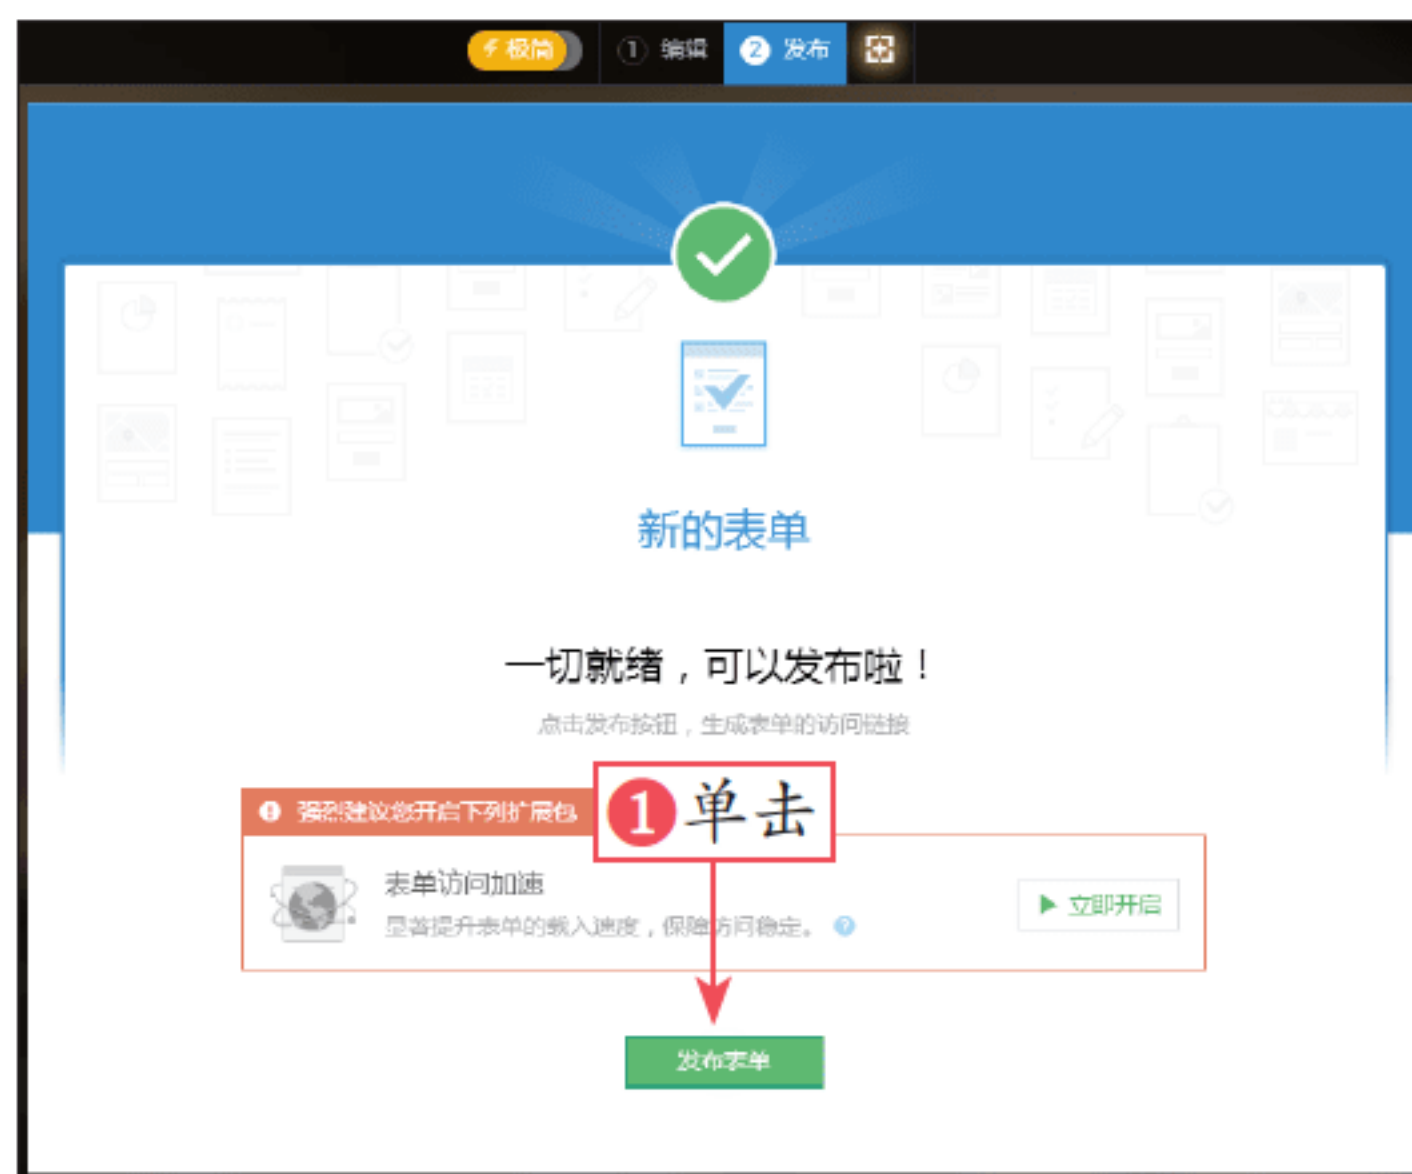 极简 1 编辑 2 发布
新的表单
一切就绪，可以发布啦！
点击发布按钮，生成表单的访问链接
1 单击
强烈建议您开启下列扩展包
表单访问加速
显著提升表单的载入速度，保障访问稳定。 ?
立即开启
发布表单